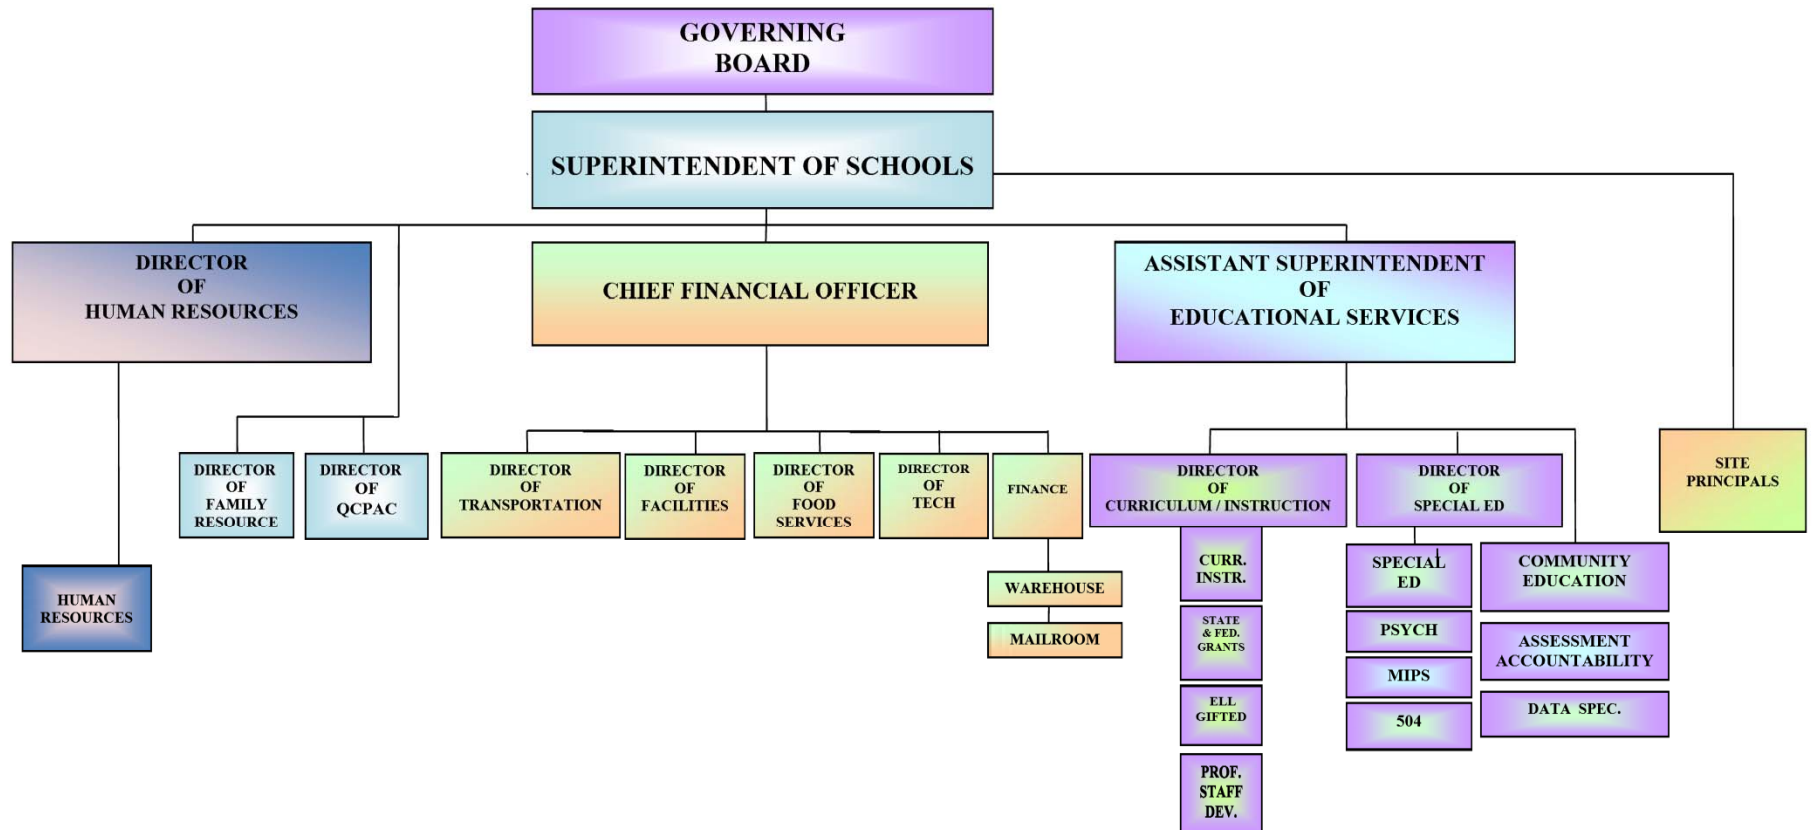 GOVERNING
BOARD
SUPERINTENDENT OF SCHOOLS
DIRECTOR
OF
HUMAN RESOURCES
CHIEF FINANCIAL OFFICER
ASSISTANT SUPERINTENDENT
OF
EDUCATIONAL SERVICES
DIRECTOR
OF
FAMILY
RESOURCE
DIRECTOR
OF
QCPAC
DIRECTOR
OF
TRANSPORTATION
DIRECTOR
OF
FACILITIES
DIRECTOR
OF
FOOD
SERVICES
DIRECTOR
OF
TECH
FINANCE
DIRECTOR
OF
CURRICULUM / INSTRUCTION
DIRECTOR
OF
SPECIAL ED
SITE
PRINCIPALS
HUMAN
RESOURCES
WAREHOUSE
MAILROOM
CURR.
INSTR.
STATE
& FED.
GRANTS
ELL
GIFTED
PROF.
STAFF
DEV.
SPECIAL
ED
PSYCH
MIPS
504
COMMUNITY
EDUCATION
ASSESSMENT
ACCOUNTABILITY
DATA SPEC.